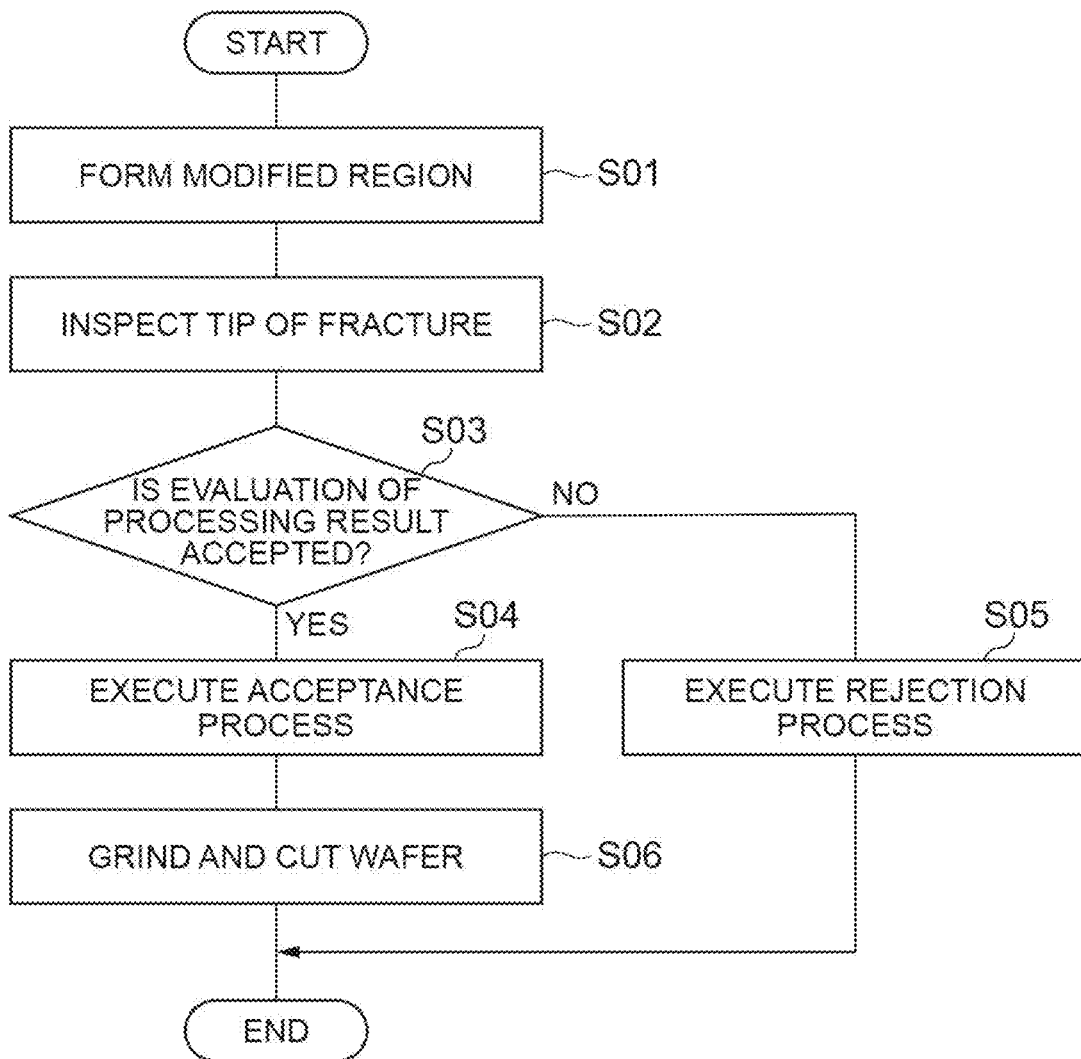 START
FORM MODIFIED REGION
S01
INSPECT TIP OF FRACTURE
S02
S03
IS EVALUATION OF
PROCESSING RESULT
ACCEPTED?
NO
YES
S04
S05
EXECUTE ACCEPTANCE
PROCESS
EXECUTE REJECTION
PROCESS
GRIND AND CUT WAFER
S06
END